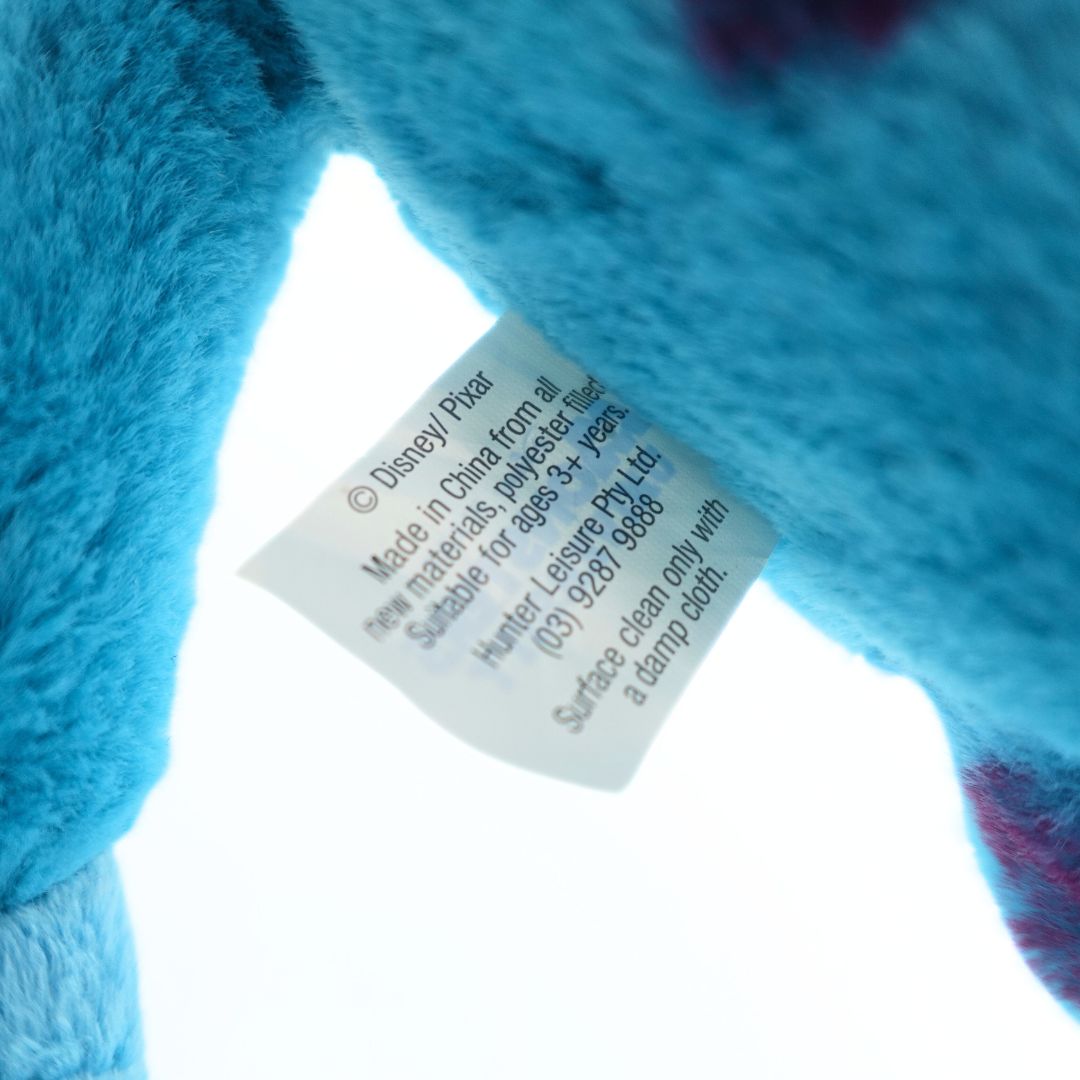 © Disney/ Pixar
Made in China from all
new materials, polyester filled
Suitable for ages 3+ years.
Hunter Leisure Pty Ltd.
(03) 9287 9888
Surface clean only with
a damp cloth.